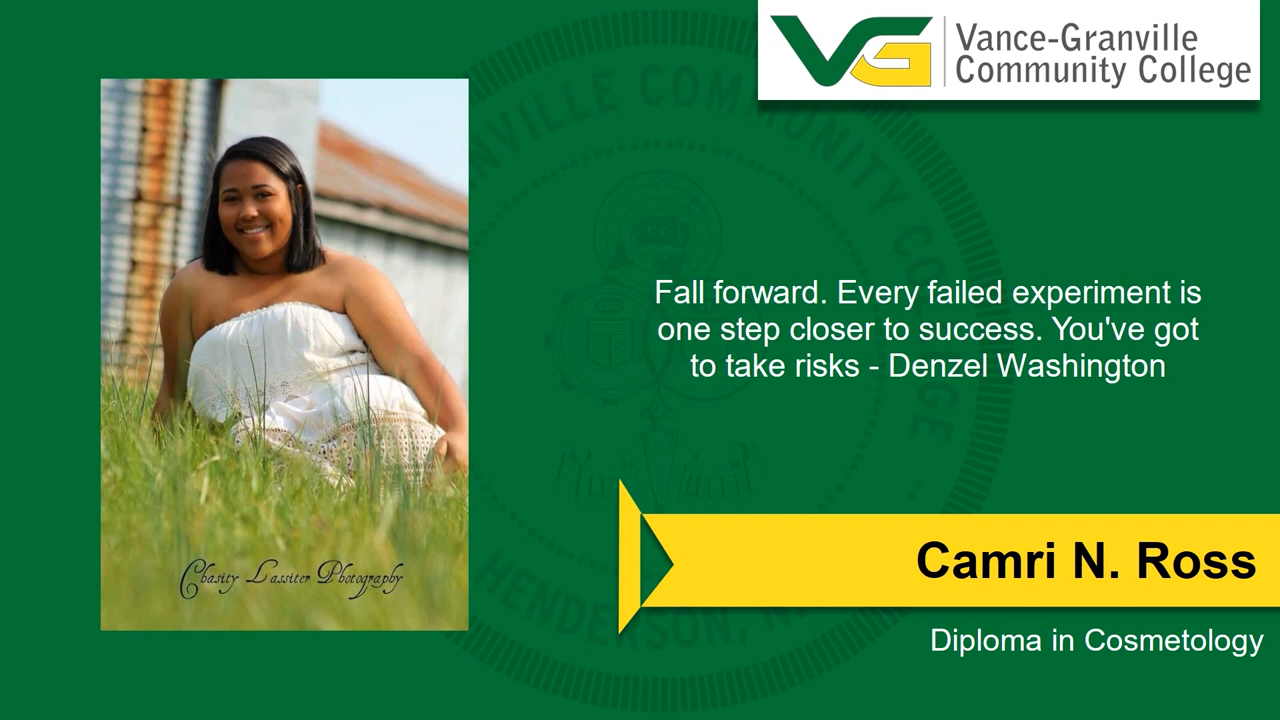 Vance-Granville
Community College
Fall forward. Every failed experiment is
one step closer to success. You've got
to take risks - Denzel Washington
Chasity Lassiter Photography
Camri N. Ross
Diploma in Cosmetology